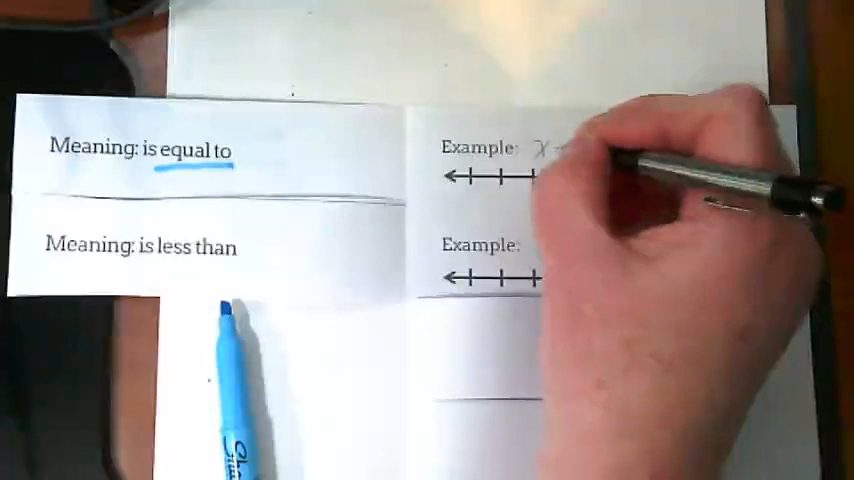 Meaning: is equal to
Example: x
Meaning: is less than
Example: